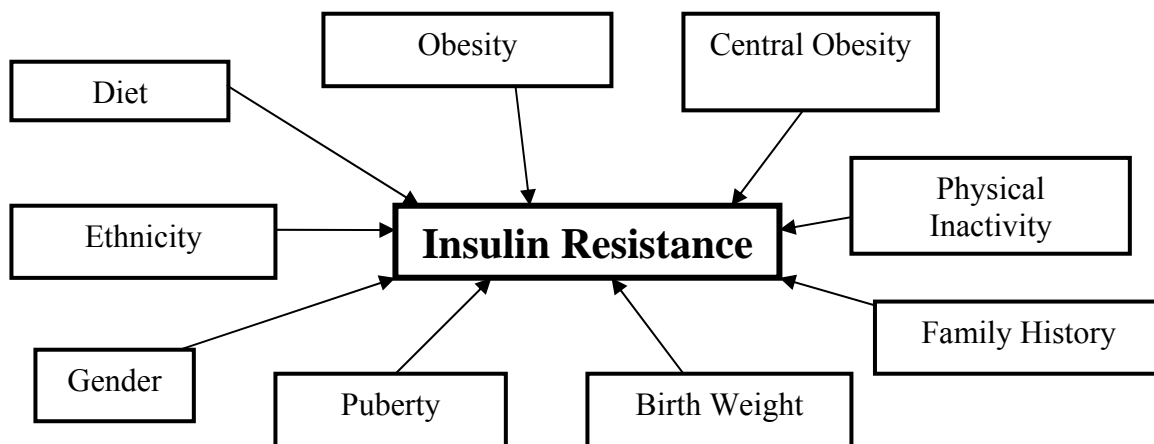 Obesity
Central Obesity
Diet
Physical
Inactivity
Ethnicity
Insulin Resistance
Family History
Gender
Puberty
Birth Weight